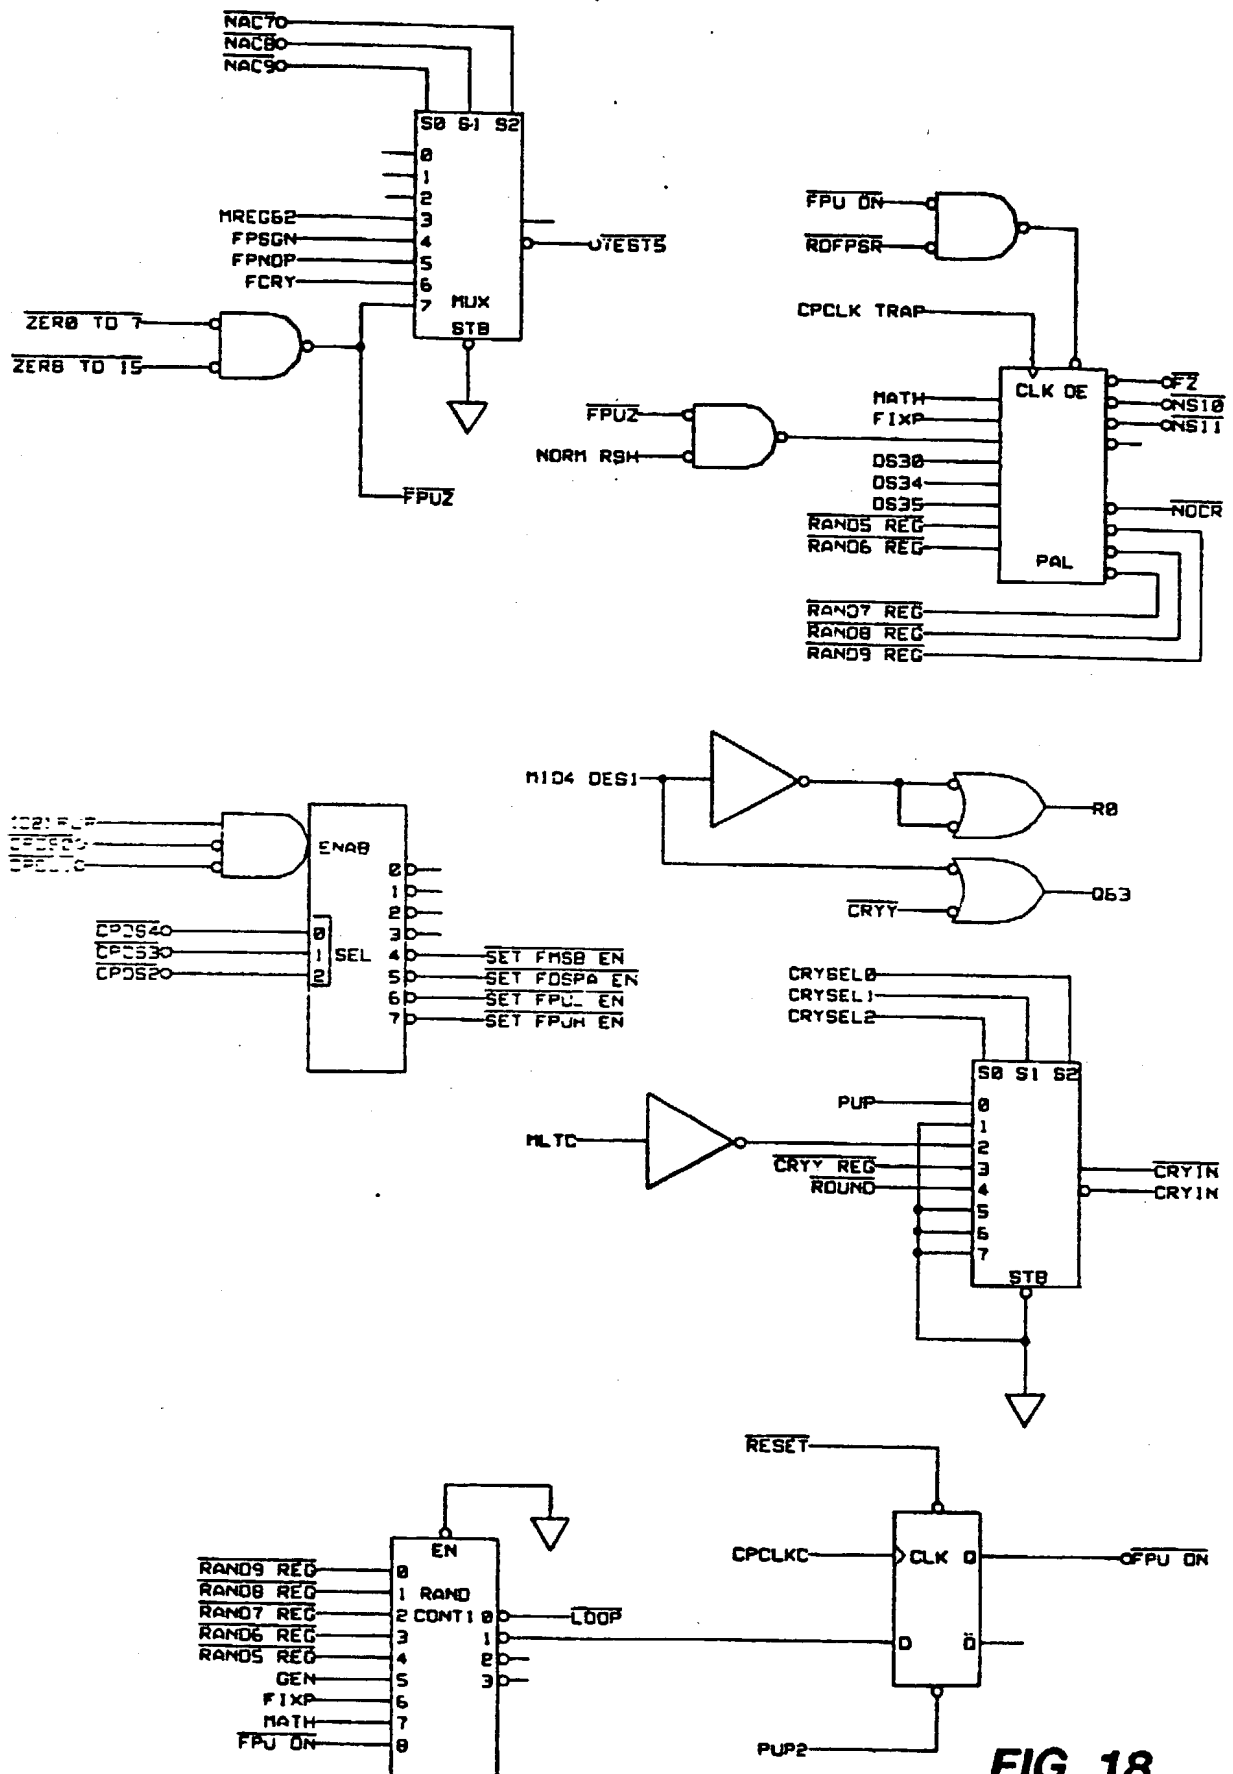 NAC7
NAC8
NAC9
S0 S1 S2
0
1
2
MREG62 3
FPSGN 4
FPNOP 5
FCRY 6
7 MUX
STB
TEST5
ZER0 TO 7
ZER8 TO 15
FPUZ
FPU ON
RDFPSR
CPCLK TRAP
CLK OE
MATH
FIXP
FPUZ
NORM RSH
DS30
DS34
DS35
RAND5 REG
RAND6 REG
PAL
FZ
NS10
NS11
NOCR
RAND7 REG
RAND8 REG
RAND9 REG
MID4 DES1
R0
Q63
CRYY
ENAB
0
1
2
3
4 SET FMSB EN
5 SET FDSPA EN
6 SET EN
7 SET FPUH EN
CPDS4 0
CPDS3 1 SEL
CPDS2 2
CRYSEL0
CRYSEL1
CRYSEL2
S0 S1 S2
PUP 0
1
MLTC 2
CRYY REG 3
ROUND 4
5
6
7
STB
CRYIN
CRYIN
RESET
CPCLKC CLK Q FPU ON
D Q
PUP2
EN
RAND9 REG 0
RAND8 REG 1 RAND
RAND7 REG 2 CONT1 0 LOOP
RAND6 REG 3 1
RAND5 REG 4 2
GEN 5 3
FIXP 6
MATH 7
FPU ON 8
FIG. 18